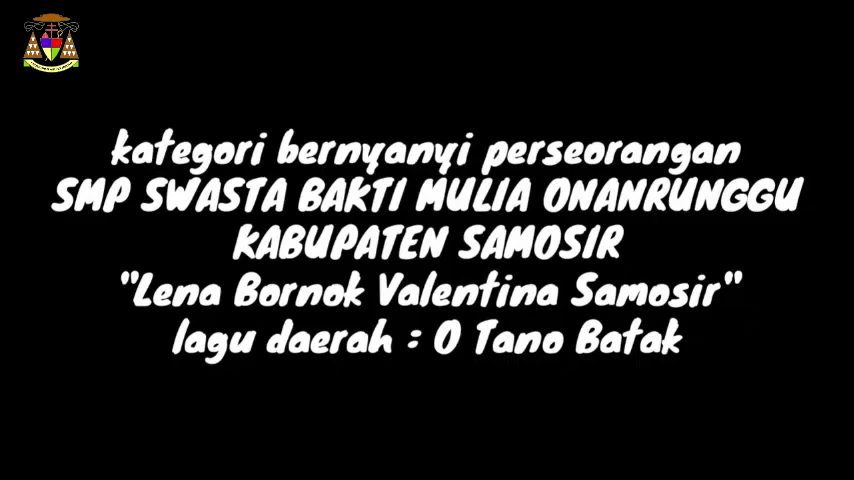 kategori bernyanyi perseorangan
SMP SWASTA BAKTI MULIA ONANRUNGGU
KABUPATEN SAMOSIR
"Lena Bornok Valentina Samosir"
lagu daerah : O Tano Batak